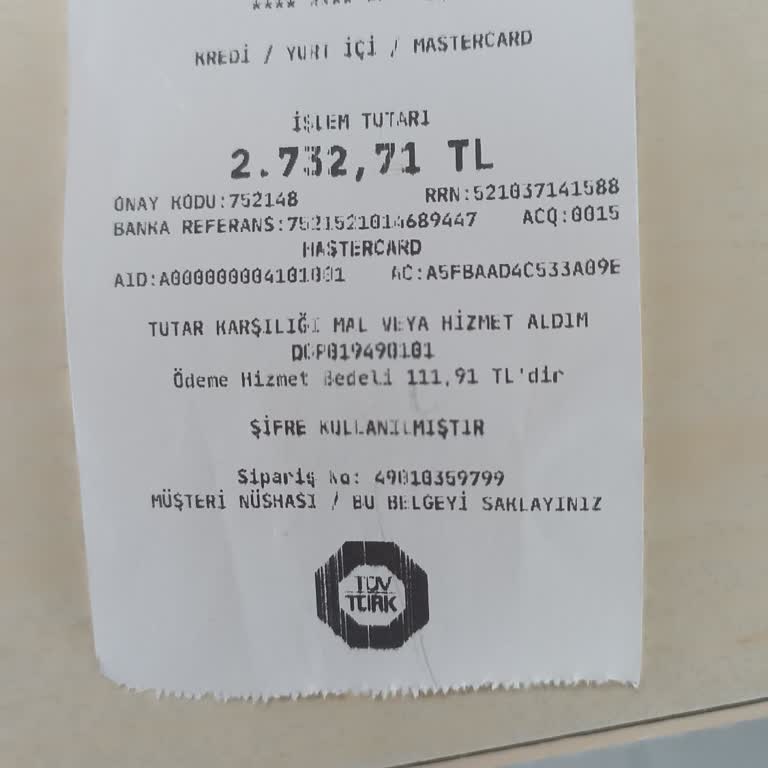 KREDİ / YURT İÇİ / MASTERCARD
İŞLEM TUTARI
2.732,71 TL
ONAY KODU:752148 RRN:521037141588
BANKA REFERANS:7521521014689447 ACQ:0015
MASTERCARD
AID:A000000004101001 AC:A5FBAAD4C533A09E
TUTAR KARŞILIĞI MAL VEYA HİZMET ALDIM
Ödeme Hizmet Bedeli 111,91 TL'dir
ŞİFRE KULLANILMIŞTIR
Sipariş No: 49010359799
MÜŞTERİ NÜSHASI / BU BELGEYİ SAKLAYINIZ
TÜV
TÜRK